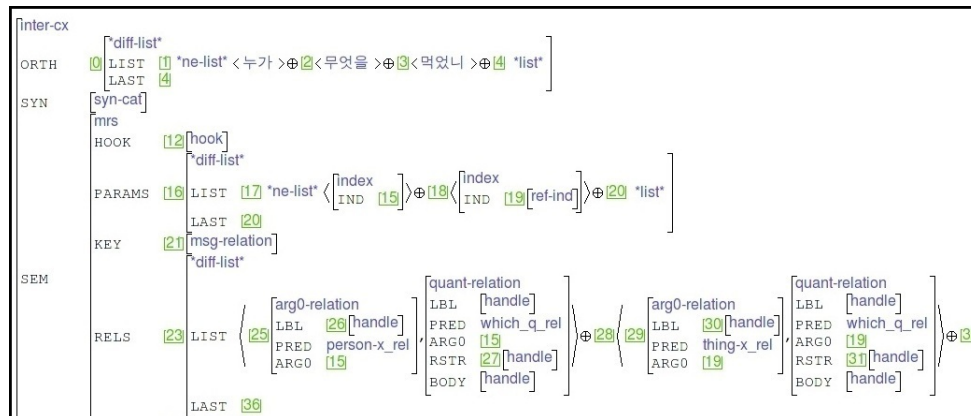 inter-cx
*diff-list*
ORTH [0] LIST [1] *ne-list* < 누가 > ⊕ [2] < 무엇을 > ⊕ [3] < 먹었니 > ⊕ [4] *list*
LAST [4]
SYN [syn-cat]
mrs
HOOK [12] [hook]
*diff-list*
index index
PARAMS [16] LIST [17] *ne-list* < IND [15] > ⊕ [18] < IND [19] [ref-ind] > ⊕ [20] *list*
LAST [20]
KEY [21] [msg-relation]
*diff-list*
SEM
quant-relation quant-relation
arg0-relation LBL [handle] arg0-relation LBL [handle]
LBL [26] [handle] PRED which_q_rel LBL [30] [handle] PRED which_q_rel
RELS [23] LIST < [25] PRED person-x_rel , ARG0 [15] > ⊕ [28] < [29] PRED thing-x_rel , ARG0 [19] > ⊕
ARG0 [15] RSTR [27] [handle] ARG0 [19] RSTR [31] [handle]
BODY [handle] BODY [handle]
LAST [36]